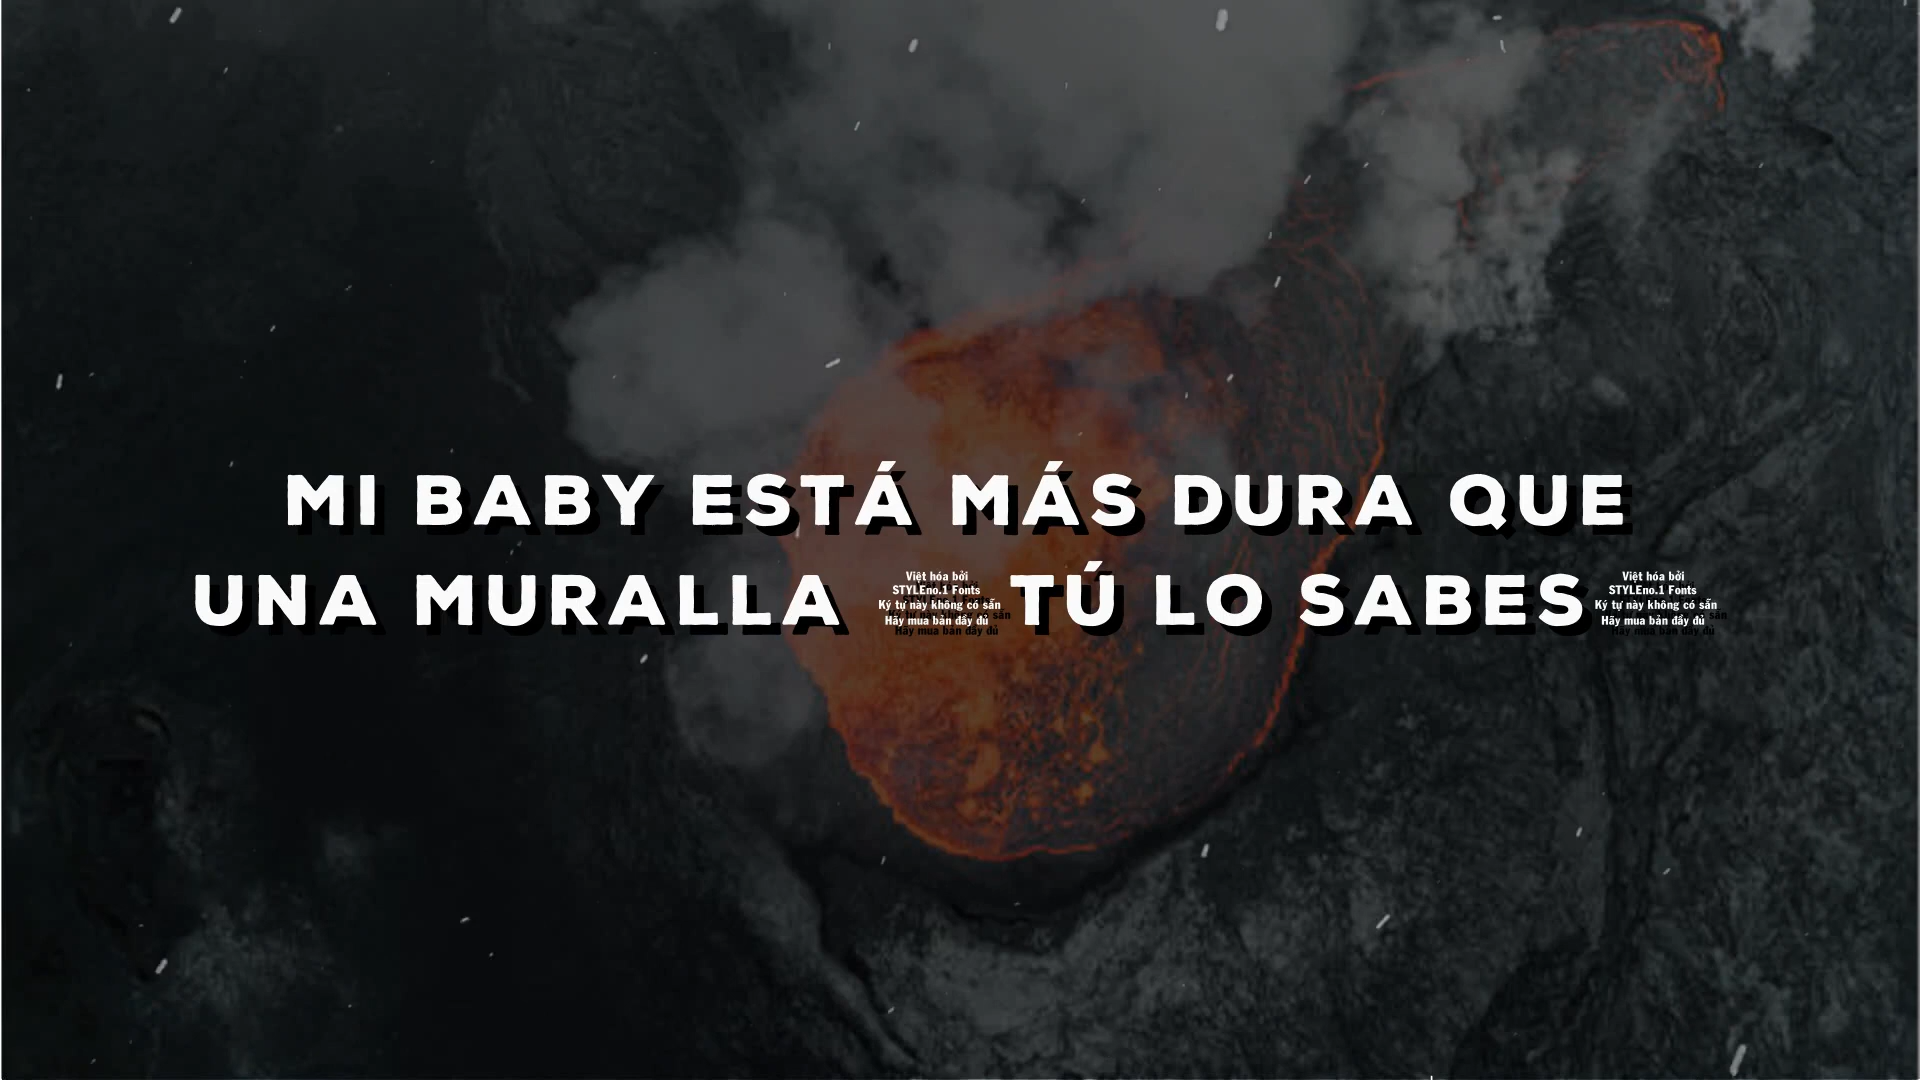 MI BABY ESTÁ MÁS DURA QUE
UNA MURALLA Việt hóa bởi STYLEno.1 Fonts Ký tự này không có sẵn Hãy mua bản đầy đủ TÚ LO SABES Việt hóa bởi STYLEno.1 Fonts Ký tự này không có sẵn Hãy mua bản đầy đủ